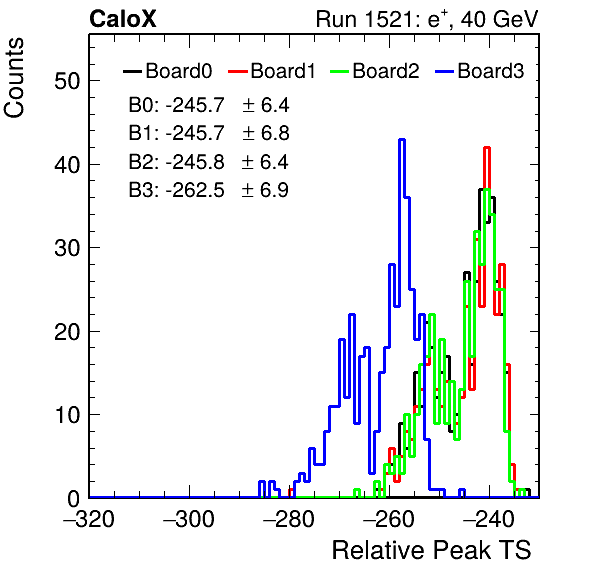 CaloX Run 1521: e⁺, 40 GeV
Counts
Board0 Board1 Board2 Board3
B0: -245.7 ± 6.4
B1: -245.7 ± 6.8
B2: -245.8 ± 6.4
B3: -262.5 ± 6.9
50
40
30
20
10
0
−320 −300 −280 −260 −240
Relative Peak TS